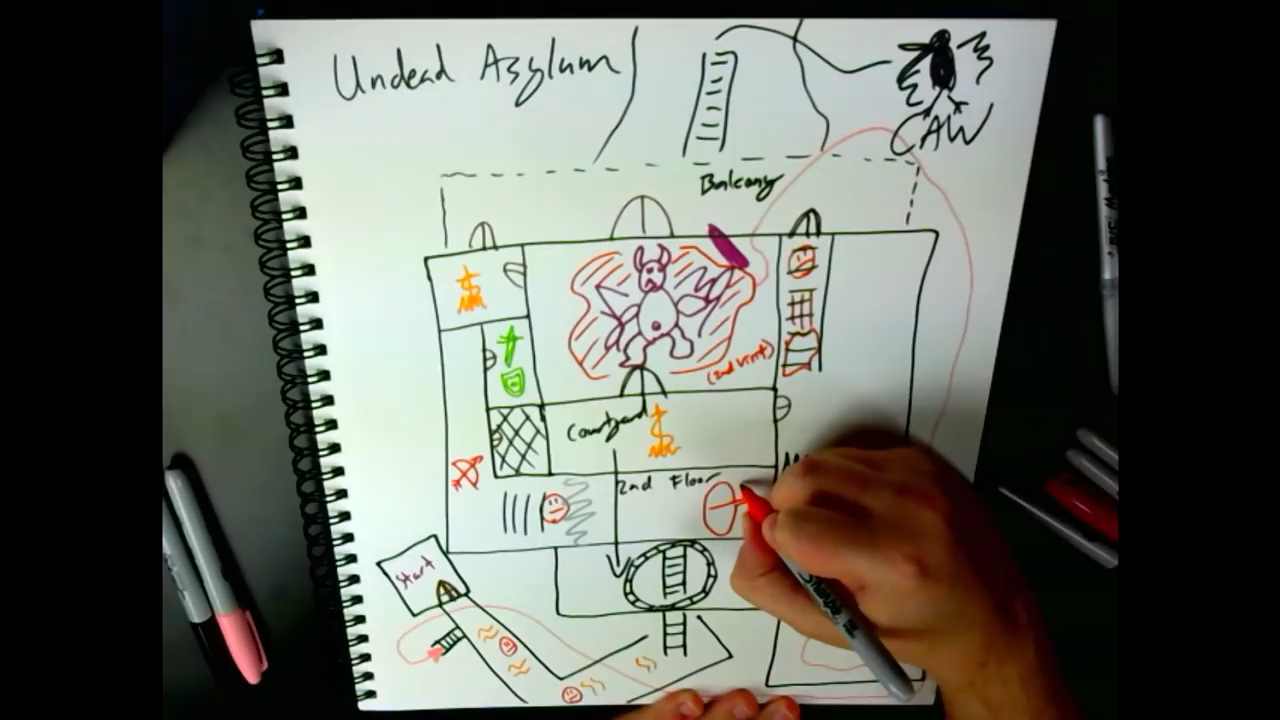 Undead Asylum
CAW
Balcony
(2nd visit)
Courtyard
2nd Floor
Start